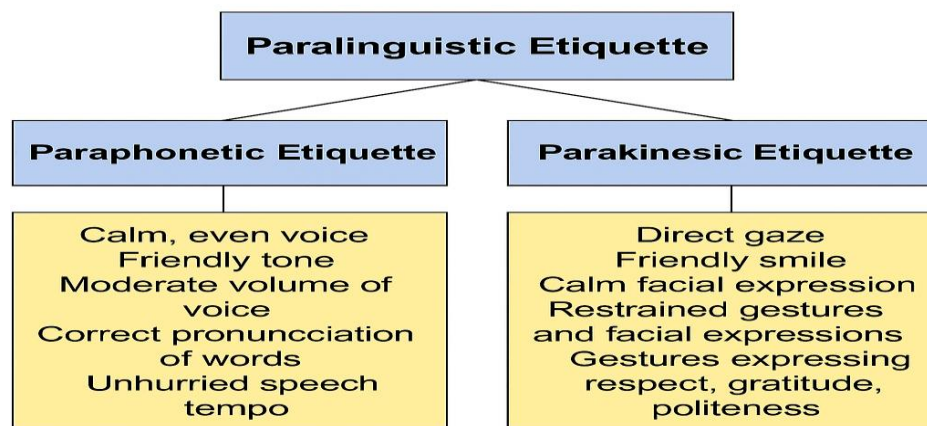 Paralinguistic Etiquette
Paraphonetic Etiquette
Calm, even voice
Friendly tone
Moderate volume of
voice
Correct pronuncciation
of words
Unhurried speech
tempo
Parakinesic Etiquette
Direct gaze
Friendly smile
Calm facial expression
Restrained gestures
and facial expressions
Gestures expressing
respect, gratitude,
politeness